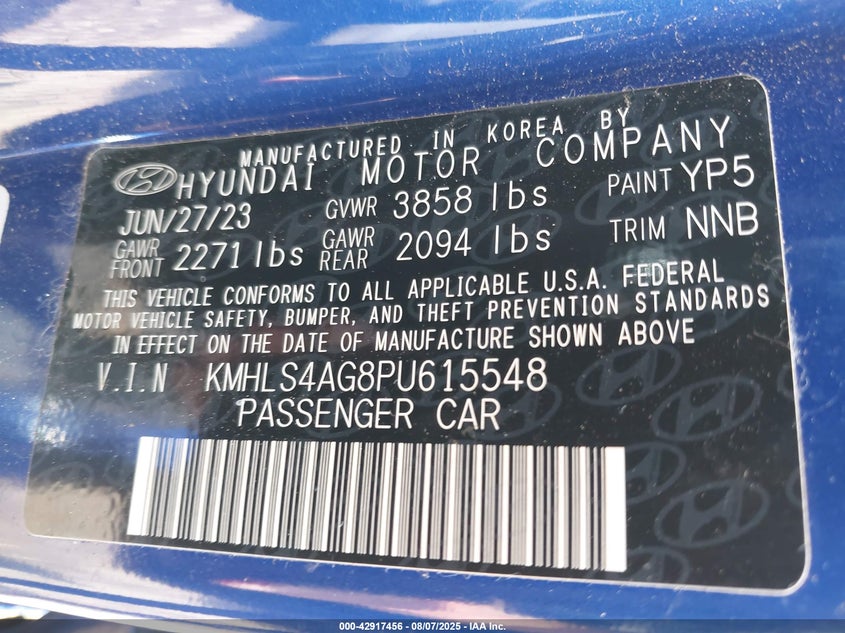 MANUFACTURED IN KOREA BY
HYUNDAI MOTOR COMPANY
JUN/27/23 GVWR 3858 lbs PAINT YP5
GAWR FRONT 2271 lbs GAWR REAR 2094 lbs TRIM NNB
THIS VEHICLE CONFORMS TO ALL APPLICABLE U.S.A. FEDERAL
MOTOR VEHICLE SAFETY, BUMPER, AND THEFT PREVENTION STANDARDS
IN EFFECT ON THE DATE OF MANUFACTURE SHOWN ABOVE
V.I.N KMHLS4AG8PU615548
PASSENGER CAR
000-42917456 - 08/07/2025 - IAA Inc.